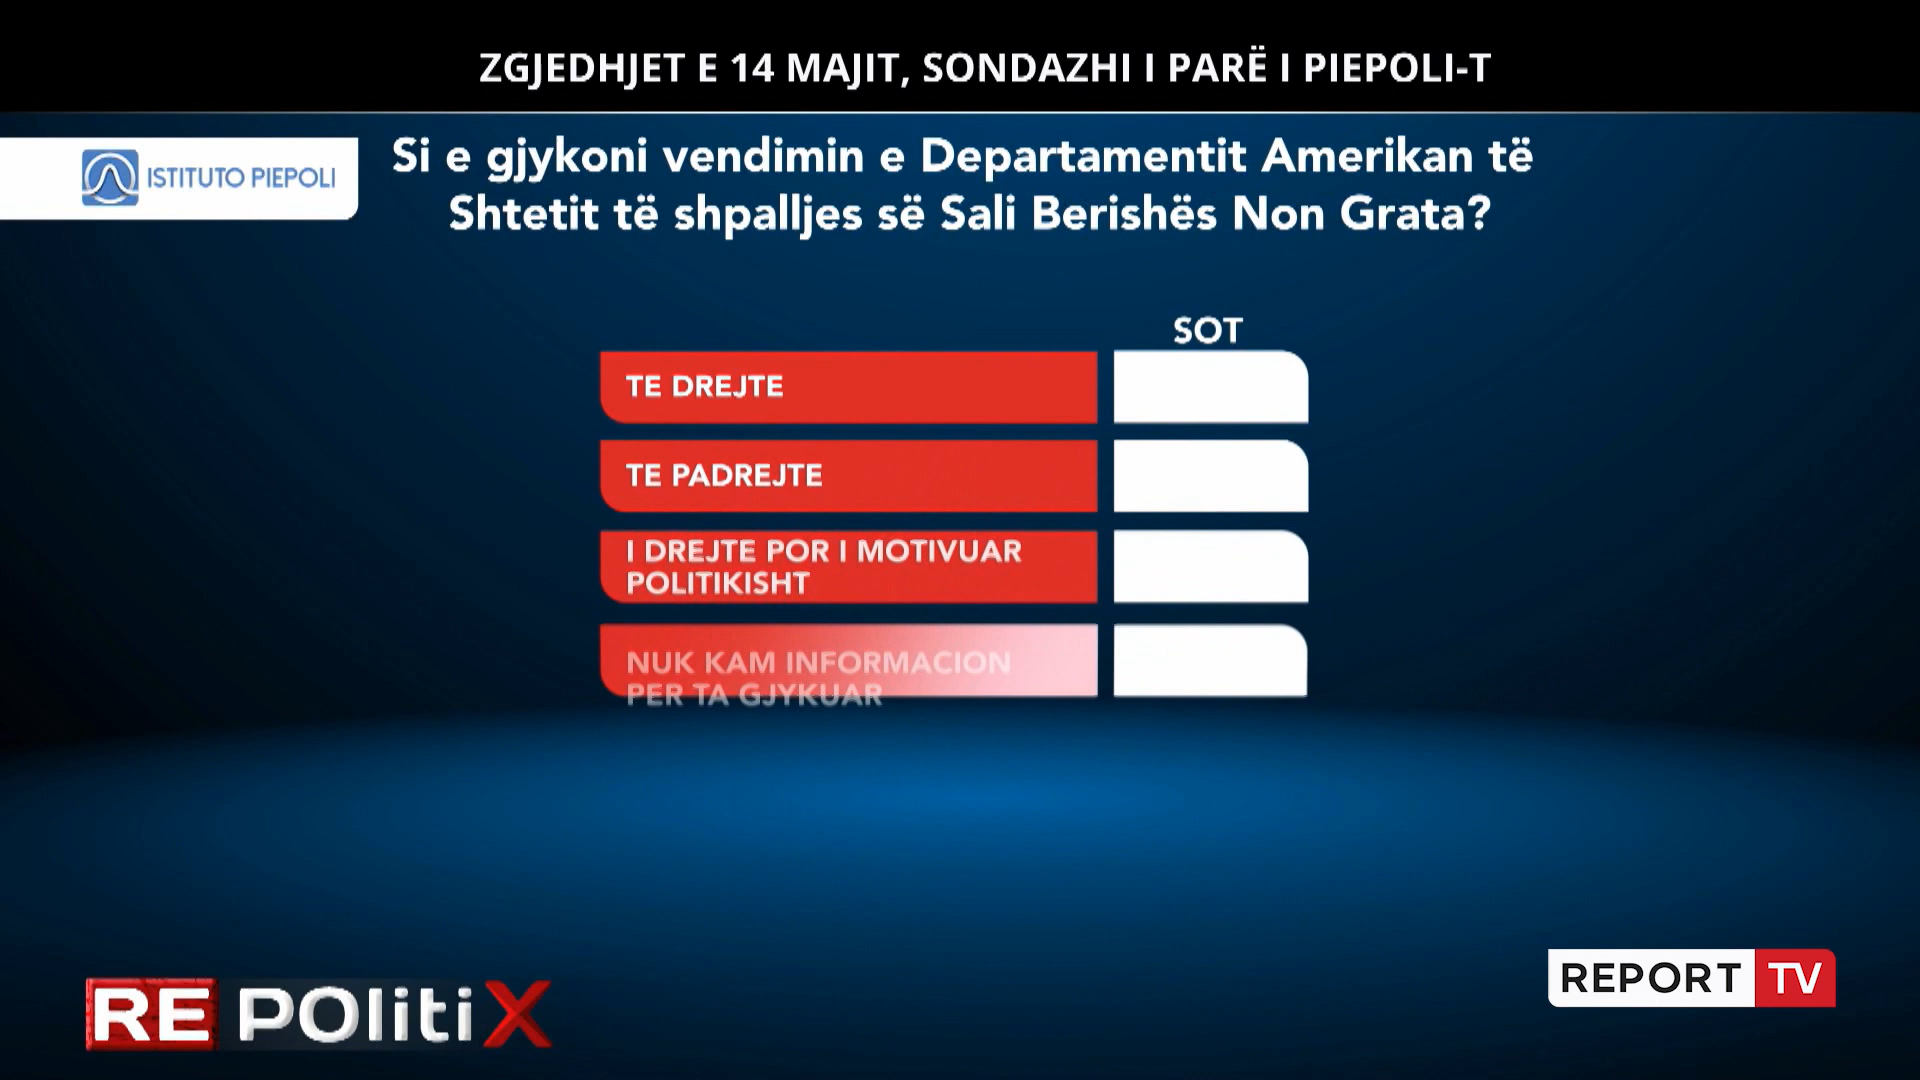 ZGJEDHJET E 14 MAJIT, SONDAZHI I PARË I PIEPOLI-T
ISTITUTO PIEPOLI
Si e gjykoni vendimin e Departamentit Amerikan të
Shtetit të shpalljes së Sali Berishës Non Grata?
SOT
TE DREJTE
TE PADREJTE
I DREJTE POR I MOTIVUAR
POLITIKISHT
NUK KAM INFORMACION
PER TA GJYKUAR
RE POlitiX
REPORT TV